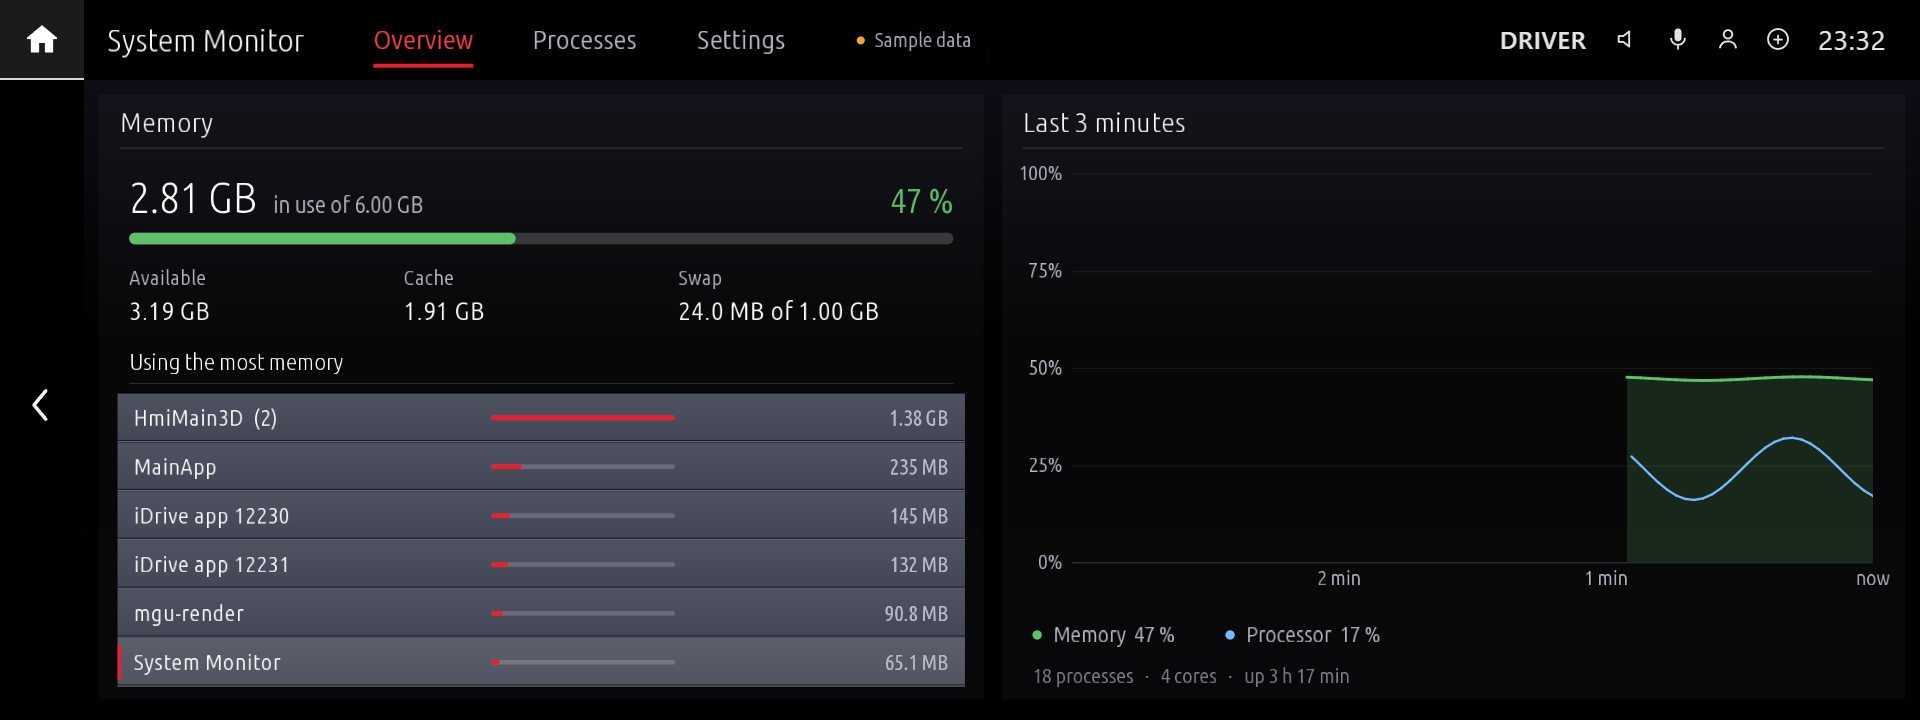 System Monitor Overview Processes Settings Sample data DRIVER 23:32
Memory
2.81 GB in use of 6.00 GB 47 %
Available Cache Swap
3.19 GB 1.91 GB 24.0 MB of 1.00 GB
Using the most memory
HmiMain3D (2) 1.38 GB
MainApp 235 MB
iDrive app 12230 145 MB
iDrive app 12231 132 MB
mgu-render 90.8 MB
System Monitor 65.1 MB
Last 3 minutes
100%
75%
50%
25%
0%
2 min 1 min now
Memory 47 % Processor 17 %
18 processes · 4 cores · up 3 h 17 min